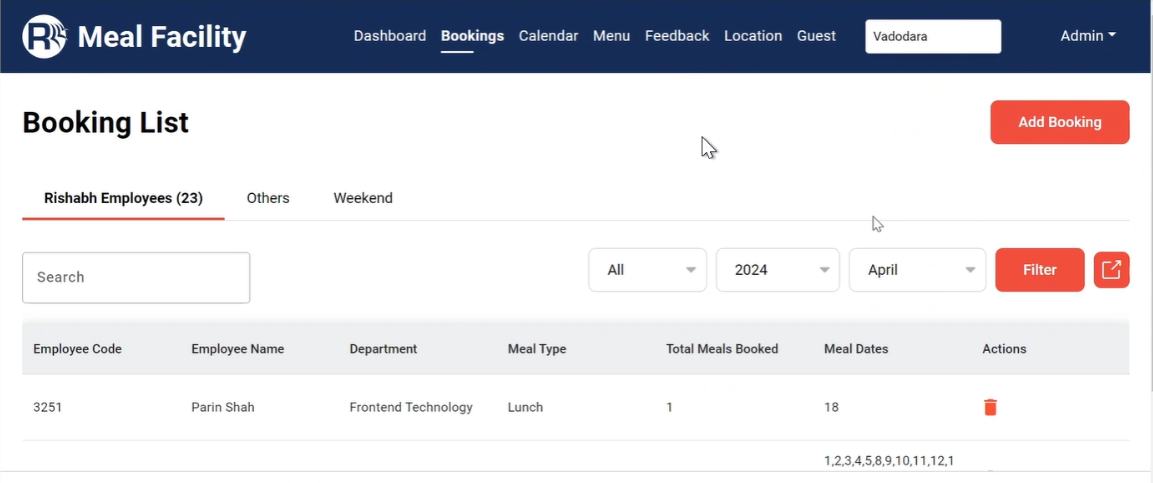 R Meal Facility Dashboard Bookings Calendar Menu Feedback Location Guest Vadodara Admin
Booking List Add Booking
Rishabh Employees (23) Others Weekend
Search All 2024 April Filter
Employee Code Employee Name Department Meal Type Total Meals Booked Meal Dates Actions
3251 Parin Shah Frontend Technology Lunch 1 18
1,2,3,4,5,8,9,10,11,12,1